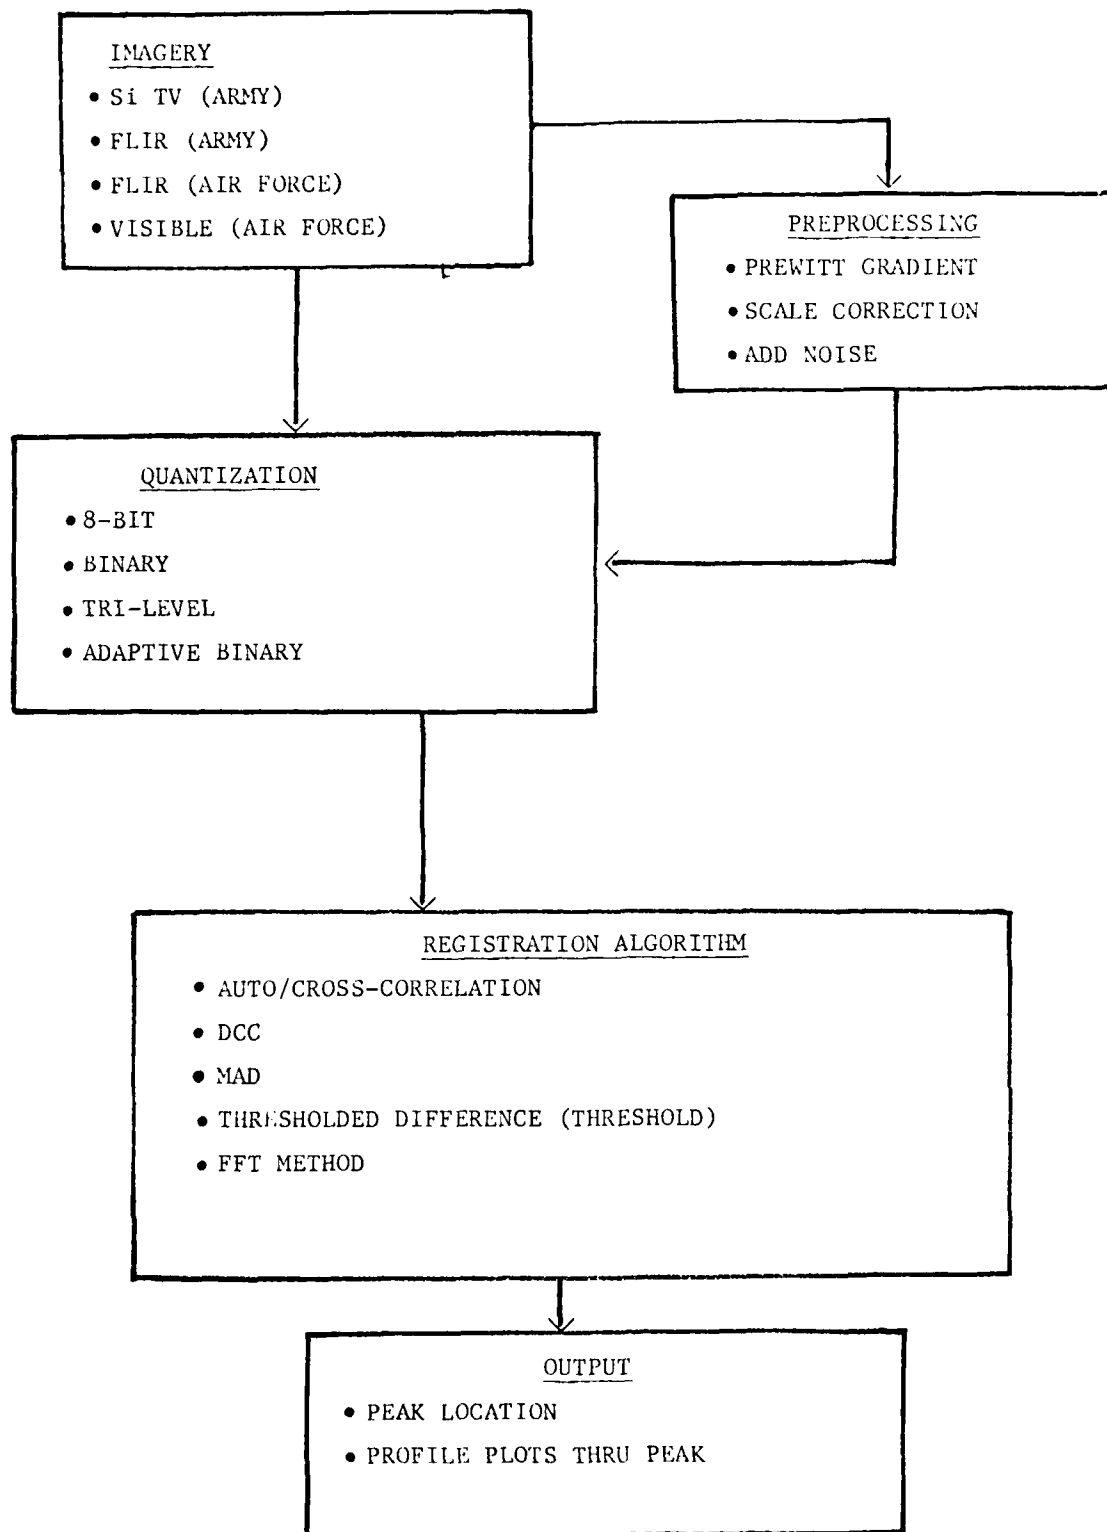 IMAGERY
• Si TV (ARMY)
• FLIR (ARMY)
• FLIR (AIR FORCE)
• VISIBLE (AIR FORCE)
PREPROCESSING
• PREWITT GRADIENT
• SCALE CORRECTION
• ADD NOISE
QUANTIZATION
• 8-BIT
• BINARY
• TRI-LEVEL
• ADAPTIVE BINARY
REGISTRATION ALGORITHM
• AUTO/CROSS-CORRELATION
• DCC
• MAD
• THRESHOLDED DIFFERENCE (THRESHOLD)
• FFT METHOD
OUTPUT
• PEAK LOCATION
• PROFILE PLOTS THRU PEAK